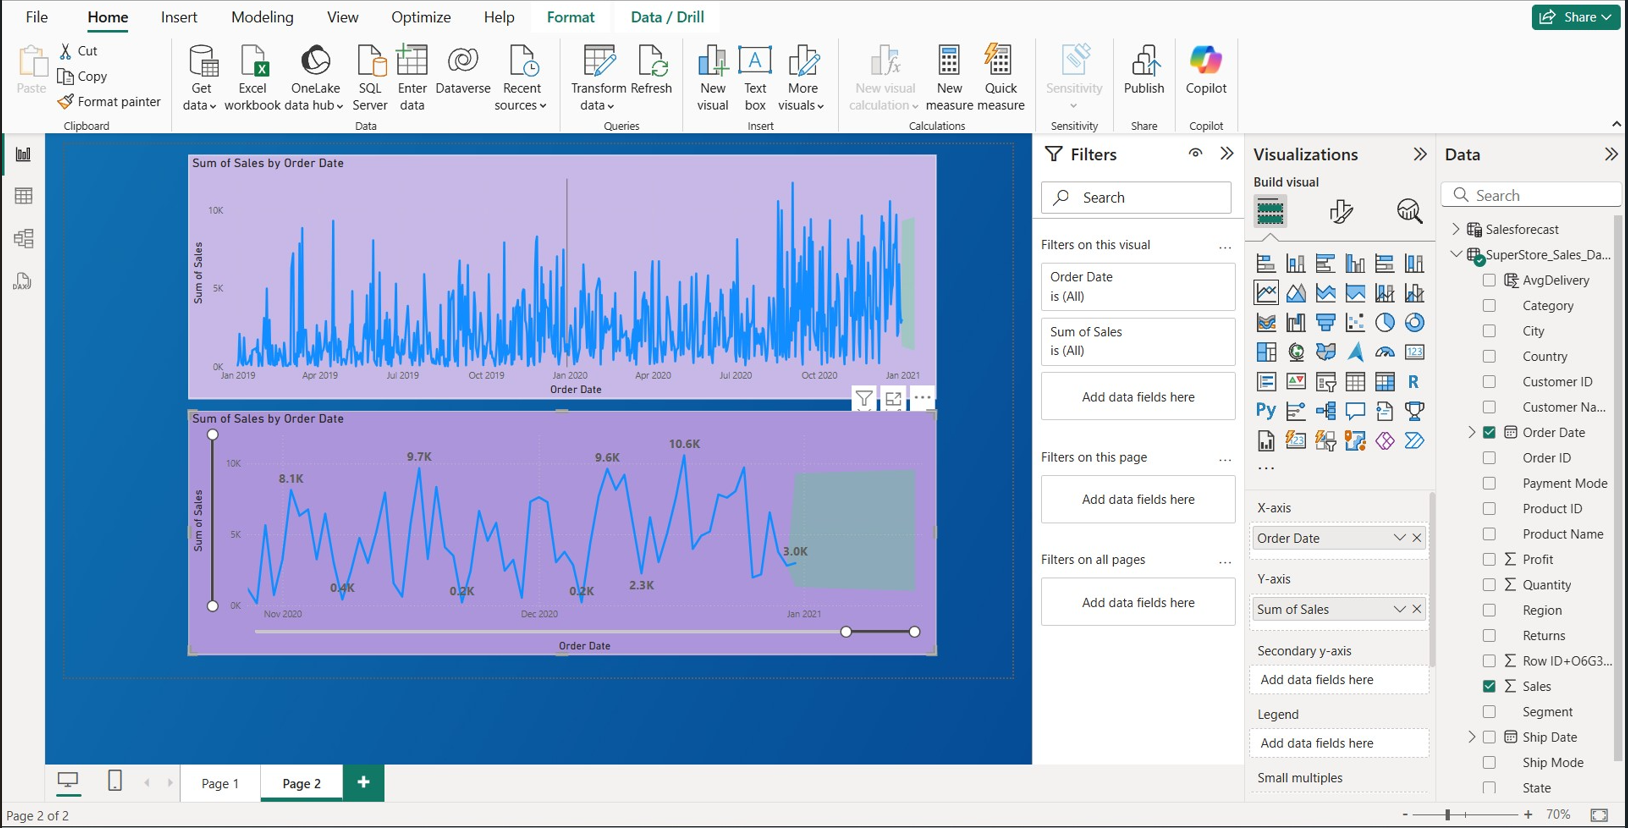 File Home Insert Modeling View Optimize Help Format Data / Drill Share
Paste
Cut
Copy
Format painter
Clipboard
Get data
Excel workbook
OneLake data hub
SQL Server
Enter data
Dataverse
Recent sources
Data
Transform data
Refresh
Queries
New visual
Text box
More visuals
Insert
New visual calculation
New measure
Quick measure
Calculations
Sensitivity
Sensitivity
Publish
Share
Copilot
Copilot
DAX
Sum of Sales by Order Date
Sum of Sales
10K
5K
0K
Jan 2019 Apr 2019 Jul 2019 Oct 2019 Jan 2020 Apr 2020 Jul 2020 Oct 2020 Jan 2021
Order Date
Sum of Sales by Order Date
Sum of Sales
10K
5K
0K
8.1K
0.4K
9.7K
0.2K
0.2K
9.6K
2.3K
10.6K
3.0K
Nov 2020 Dec 2020 Jan 2021
Order Date
Filters
Search
Filters on this visual ...
Order Date
is (All)
Sum of Sales
is (All)
Add data fields here
Filters on this page ...
Add data fields here
Filters on all pages ...
Add data fields here
Visualizations
Build visual
123
R
Py
123
...
X-axis
Order Date
Y-axis
Sum of Sales
Secondary y-axis
Add data fields here
Legend
Add data fields here
Small multiples
Data
Search
Salesforecast
SuperStore_Sales_Da...
AvgDelivery
Category
City
Country
Customer ID
Customer Na...
Order Date
Order ID
Payment Mode
Product ID
Product Name
Profit
Quantity
Region
Returns
Row ID+O6G3...
Sales
Segment
Ship Date
Ship Mode
State
Page 1 Page 2 +
Page 2 of 2
- + 70%